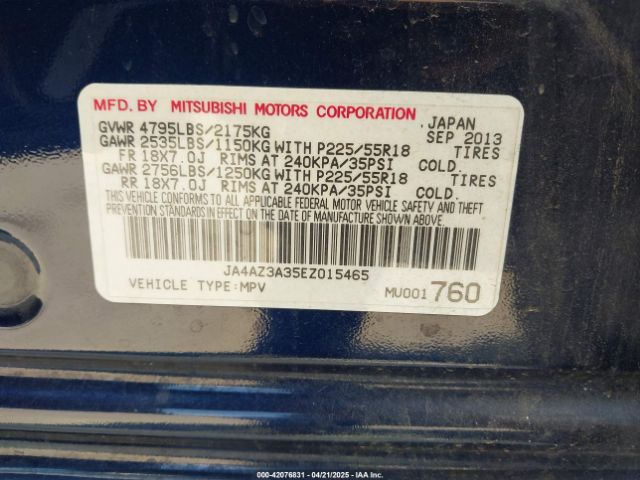 MFD. BY MITSUBISHI MOTORS CORPORATION JAPAN
GVWR 4795LBS/2175KG SEP 2013
GAWR 2535LBS/1150KG WITH P225/55R18 TIRES
FR 18X7.0J RIMS AT 240KPA/35PSI COLD.
GAWR 2756LBS/1250KG WITH P225/55R18 TIRES
RR 18X7.0J RIMS AT 240KPA/35PSI COLD.
THIS VEHICLE CONFORMS TO ALL APPLICABLE FEDERAL MOTOR VEHICLE SAFETY AND THEFT
PREVENTION STANDARDS IN EFFECT ON THE DATE OF MANUFACTURE SHOWN ABOVE.
JA4AZ3A35EZ015465
VEHICLE TYPE:MPV MU001760
000-42076831 - 04/21/2025 - IAA Inc.